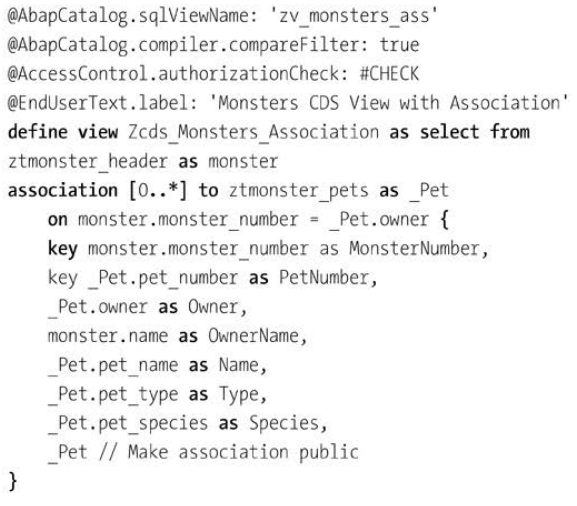 @AbapCatalog.sqlViewName: 'zv_monsters_ass'
@AbapCatalog.compiler.compareFilter: true
@AccessControl.authorizationCheck: #CHECK
@EndUserText.label: 'Monsters CDS View with Association'
define view Zcds_Monsters_Association as select from
ztmonster_header as monster
association [0..*] to ztmonster_pets as _Pet
    on monster.monster_number = _Pet.owner {
    key monster.monster_number as MonsterNumber,
    key _Pet.pet_number as PetNumber,
    _Pet.owner as Owner,
    monster.name as OwnerName,
    _Pet.pet_name as Name,
    _Pet.pet_type as Type,
    _Pet.pet_species as Species,
    _Pet // Make association public
}